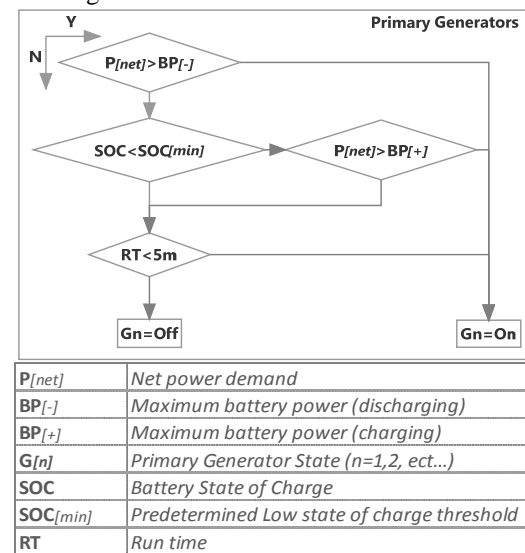 Primary Generators
Y
N
P[net]>BP[-]
SOC<SOC[min]
P[net]>BP[+]
RT<5m
Gn=Off
Gn=On
P[net] Net power demand
BP[-] Maximum battery power (discharging)
BP[+] Maximum battery power (charging)
G[n] Primary Generator State (n=1,2, ect...)
SOC Battery State of Charge
SOC[min] Predetermined Low state of charge threshold
RT Run time